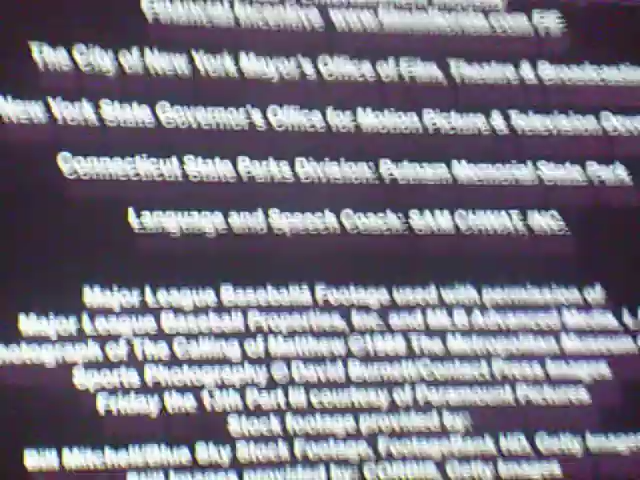 The City of New York Mayor's Office of Film, Theatre & Broadcasting
New York State Governor's Office for Motion Picture & Television
Connecticut State Parks Division: Putnam Memorial State Park
Language and Speech Coach: SAM CHWAT, INC.
Major League Baseball® Footage used with permission of
Major League Baseball Properties, Inc. and MLB Advanced Media,
of The Calling of Matthew The Metropolitan Museum
Sports Photography © David Burnett/Contact Press Images
Friday the 13th Part III courtesy of Paramount Pictures
Stock footage provided by:
Bill Mitchell/Blue Sky Stock Footage, Getty Images
provided by: Getty Images